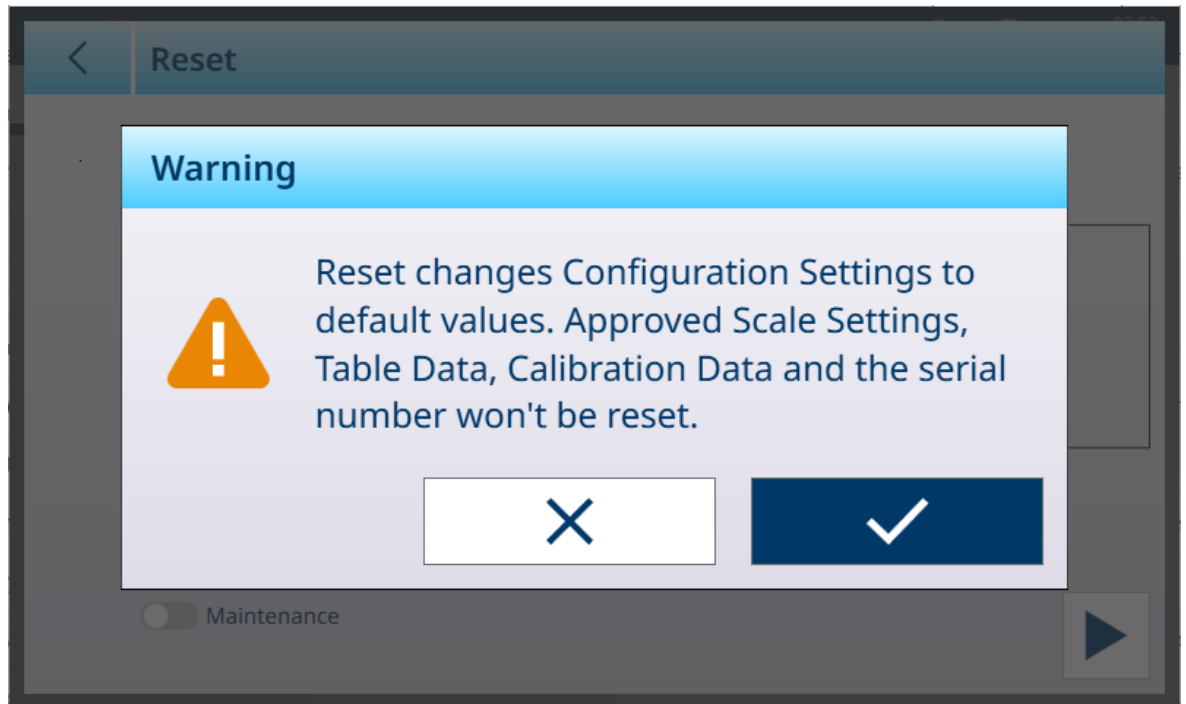 Reset
Warning
Reset changes Configuration Settings to
default values. Approved Scale Settings,
Table Data, Calibration Data and the serial
number won't be reset.
Maintenance